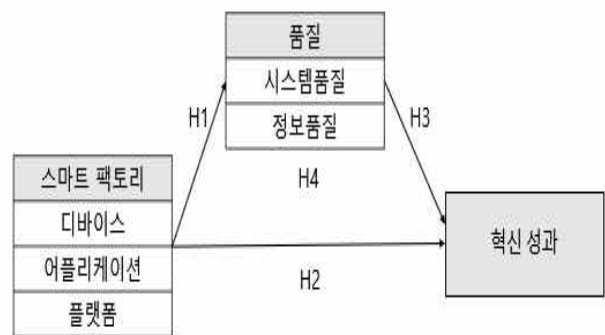 품질
시스템품질
정보품질
H1
H3
H4
스마트 팩토리
디바이스
어플리케이션
플랫폼
혁신 성과
H2